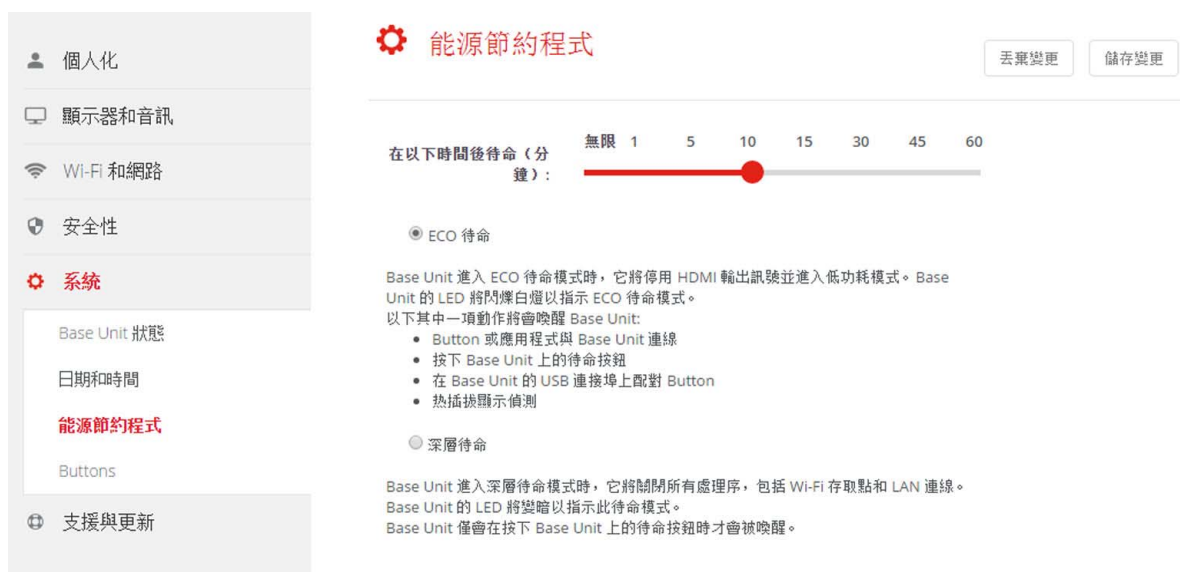 個人化
顯示器和音訊
Wi-Fi 和網路
安全性
系統
Base Unit 狀態
日期和時間
能源節約程式
Buttons
支援與更新
能源節約程式
丟棄變更
儲存變更
在以下時間後待命（分
鐘）:
無限 1 5 10 15 30 45 60
ECO 待命
Base Unit 進入 ECO 待命模式時，它將停用 HDMI 輸出訊號並進入低功耗模式。Base
Unit 的 LED 將閃爍白燈以指示 ECO 待命模式。
以下其中一項動作將會喚醒 Base Unit:
• Button 或應用程式與 Base Unit 連線
• 按下 Base Unit 上的待命按鈕
• 在 Base Unit 的 USB 連接埠上配對 Button
• 热插拔顯示偵測
深層待命
Base Unit 進入深層待命模式時，它將關閉所有處理序，包括 Wi-Fi 存取點和 LAN 連線。
Base Unit 的 LED 將變暗以指示此待命模式。
Base Unit 僅會在按下 Base Unit 上的待命按鈕時才會被喚醒。